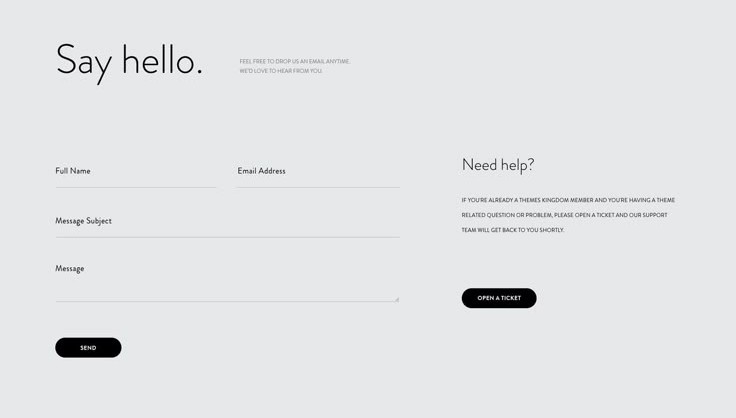 Say hello.
FEEL FREE TO DROP US AN EMAIL ANYTIME.
WE'D LOVE TO HEAR FROM YOU.
Full Name
Email Address
Message Subject
Message
SEND
Need help?
IF YOU'RE ALREADY A THEMES KINGDOM MEMBER AND YOU'RE HAVING A THEME
RELATED QUESTION OR PROBLEM, PLEASE OPEN A TICKET AND OUR SUPPORT
TEAM WILL GET BACK TO YOU SHORTLY.
OPEN A TICKET